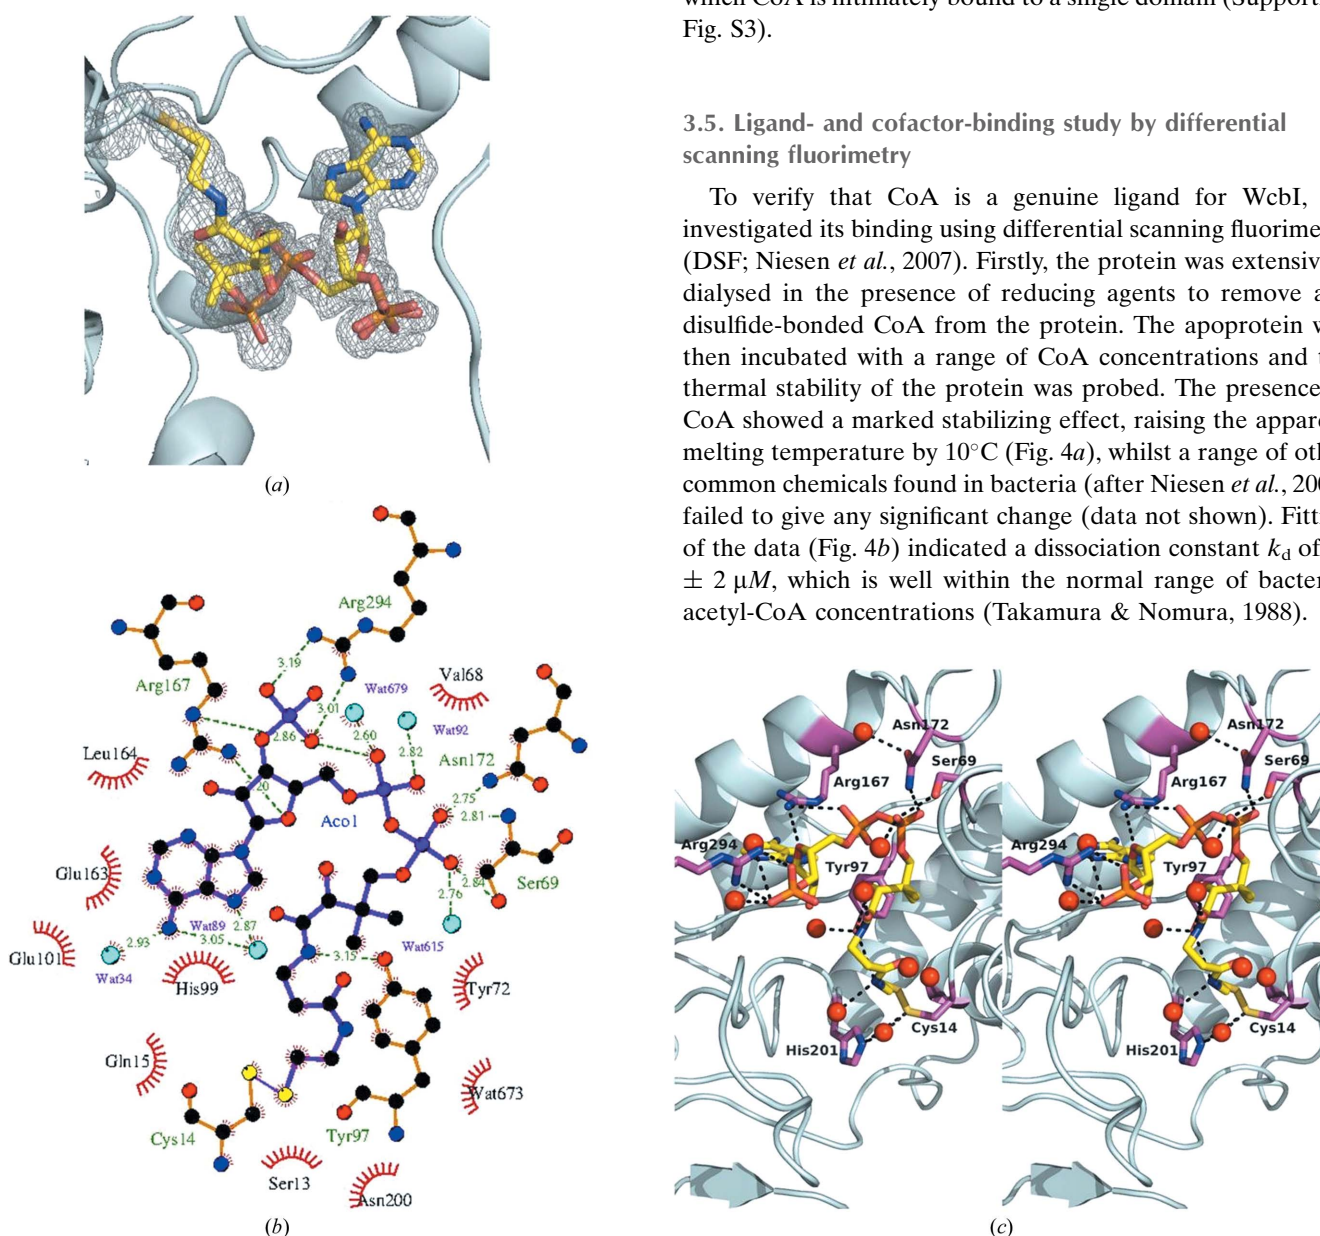 (a)
Arg294
3.19
Arg167
3.01
Wat679
Val68
Wat92
2.86
2.60
2.82
Leu164
Asn172
2.75
20
Aco1
2.81
Glu163
Ser69
2.84
2.76
Wat89
2.87
2.93
3.05
Glu101
Wat34
Wat615
His99
3.15
Tyr72
Gln15
Wat673
Cys14
Tyr97
Ser13
Asn200
(b)
which CoA is intimately bound to a single domain
Fig. S3).
3.5. Ligand- and cofactor-binding study by differential
scanning fluorimetry
To verify that CoA is a genuine ligand for WcbI,
investigated its binding using differential scanning
(DSF; Niesen et al., 2007). Firstly, the protein was
dialysed in the presence of reducing agents to remove
disulfide-bonded CoA from the protein. The apoprotein
then incubated with a range of CoA concentrations and
thermal stability of the protein was probed. The presence
CoA showed a marked stabilizing effect, raising the
melting temperature by 10°C (Fig. 4a), whilst a range of
common chemicals found in bacteria (after Niesen et al.,
failed to give any significant change (data not shown).
of the data (Fig. 4b) indicated a dissociation constant kd of
± 2 μM, which is well within the normal range of
acetyl-CoA concentrations (Takamura & Nomura, 1988).
Asn172
Ser69
Arg167
Arg294
Tyr97
Cys14
His201
Asn172
Ser69
Arg167
Arg294
Tyr97
Cys14
His201
(c)